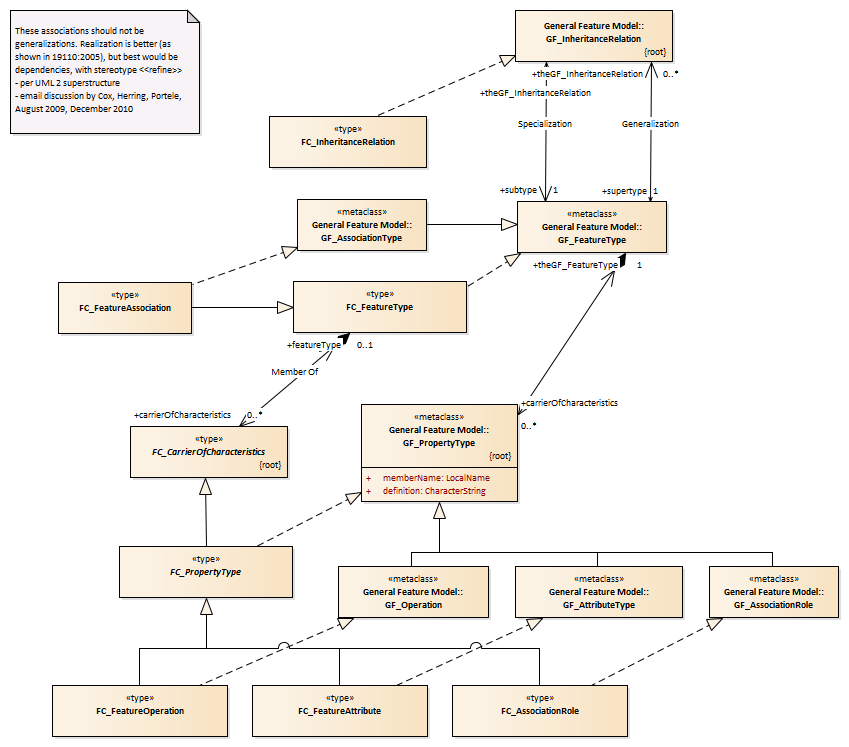 These associations should not be
generalizations. Realization is better (as
shown in 19110:2005), but best would be
dependencies, with stereotype <<refine>>
- per UML 2 superstructure
- email discussion by Cox, Herring, Portele,
August 2009, December 2010
General Feature Model::
GF_InheritanceRelation
{root}
+theGF_InheritanceRelation
0..*
+theGF_InheritanceRelation
«type»
FC_InheritanceRelation
Specialization
Generalization
+subtype
1
+supertype
1
«metaclass»
General Feature Model::
GF_AssociationType
«metaclass»
General Feature Model::
GF_FeatureType
+theGF_FeatureType
1
«type»
FC_FeatureAssociation
«type»
FC_FeatureType
+featureType
0..1
Member Of
+carrierOfCharacteristics
0..*
+carrierOfCharacteristics
0..*
«type»
FC_CarrierOfCharacteristics
{root}
«metaclass»
General Feature Model::
GF_PropertyType
{root}
+ memberName: LocalName
+ definition: CharacterString
«type»
FC_PropertyType
«metaclass»
General Feature Model::
GF_Operation
«metaclass»
General Feature Model::
GF_AttributeType
«metaclass»
General Feature Model::
GF_AssociationRole
«type»
FC_FeatureOperation
«type»
FC_FeatureAttribute
«type»
FC_AssociationRole